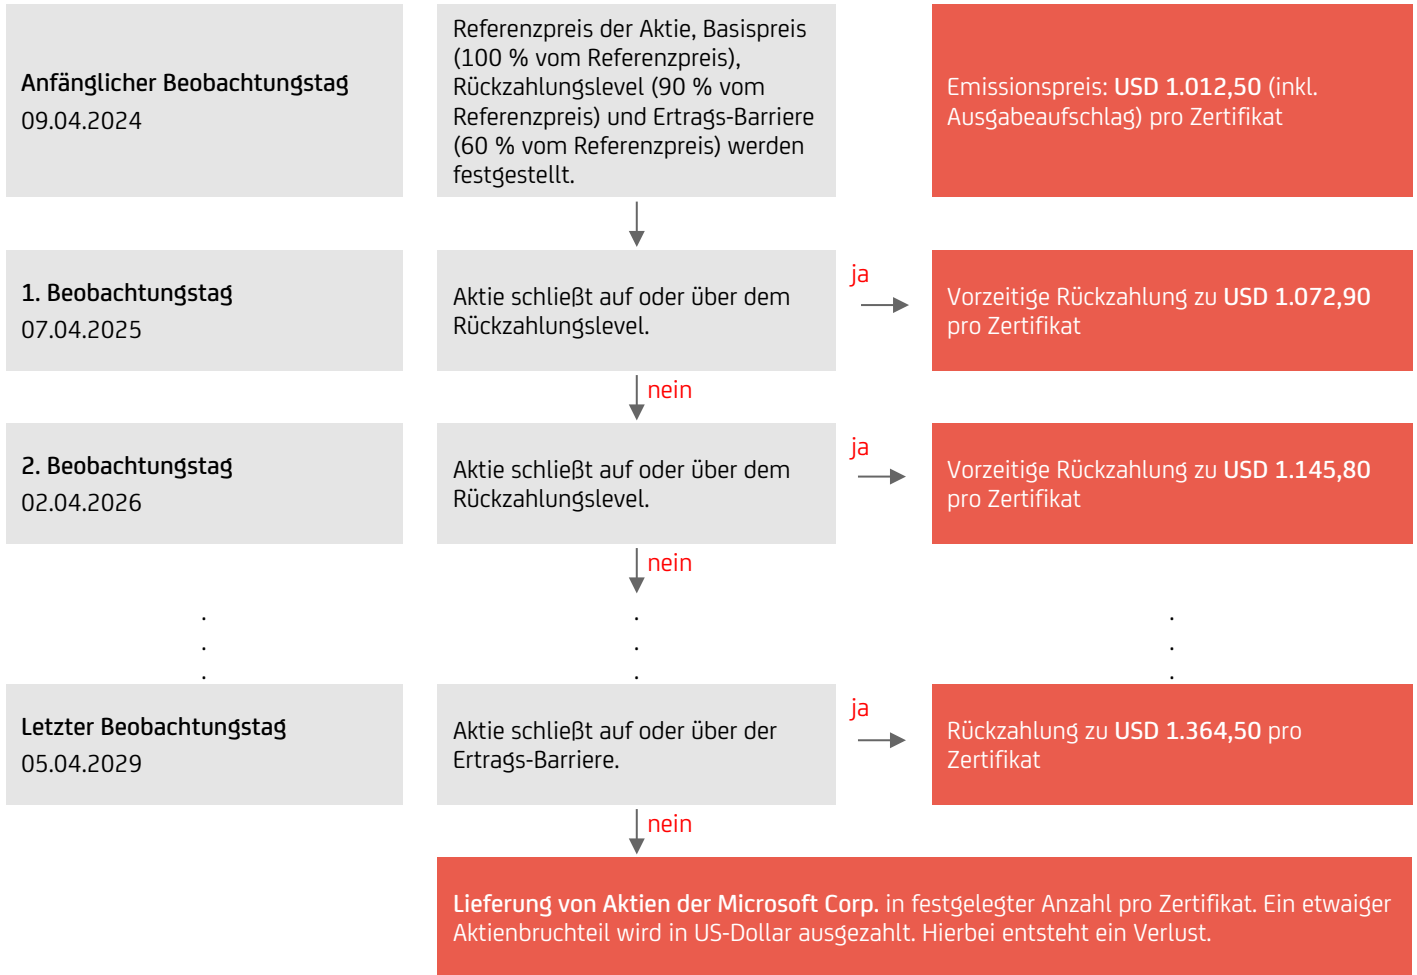 Anfänglicher Beobachtungstag
09.04.2024
Referenzpreis der Aktie, Basispreis
(100 % vom Referenzpreis),
Rückzahlungslevel (90 % vom
Referenzpreis) und Ertrags-Barriere
(60 % vom Referenzpreis) werden
festgestellt.
Emissionspreis: USD 1.012,50 (inkl.
Ausgabeaufschlag) pro Zertifikat
1. Beobachtungstag
07.04.2025
Aktie schließt auf oder über dem
Rückzahlungslevel.
ja
Vorzeitige Rückzahlung zu USD 1.072,90
pro Zertifikat
nein
2. Beobachtungstag
02.04.2026
Aktie schließt auf oder über dem
Rückzahlungslevel.
ja
Vorzeitige Rückzahlung zu USD 1.145,80
pro Zertifikat
nein
. . .
. . .
. . .
Letzter Beobachtungstag
05.04.2029
Aktie schließt auf oder über der
Ertrags-Barriere.
ja
Rückzahlung zu USD 1.364,50 pro
Zertifikat
nein
Lieferung von Aktien der Microsoft Corp. in festgelegter Anzahl pro Zertifikat. Ein etwaiger
Aktienbruchteil wird in US-Dollar ausgezahlt. Hierbei entsteht ein Verlust.